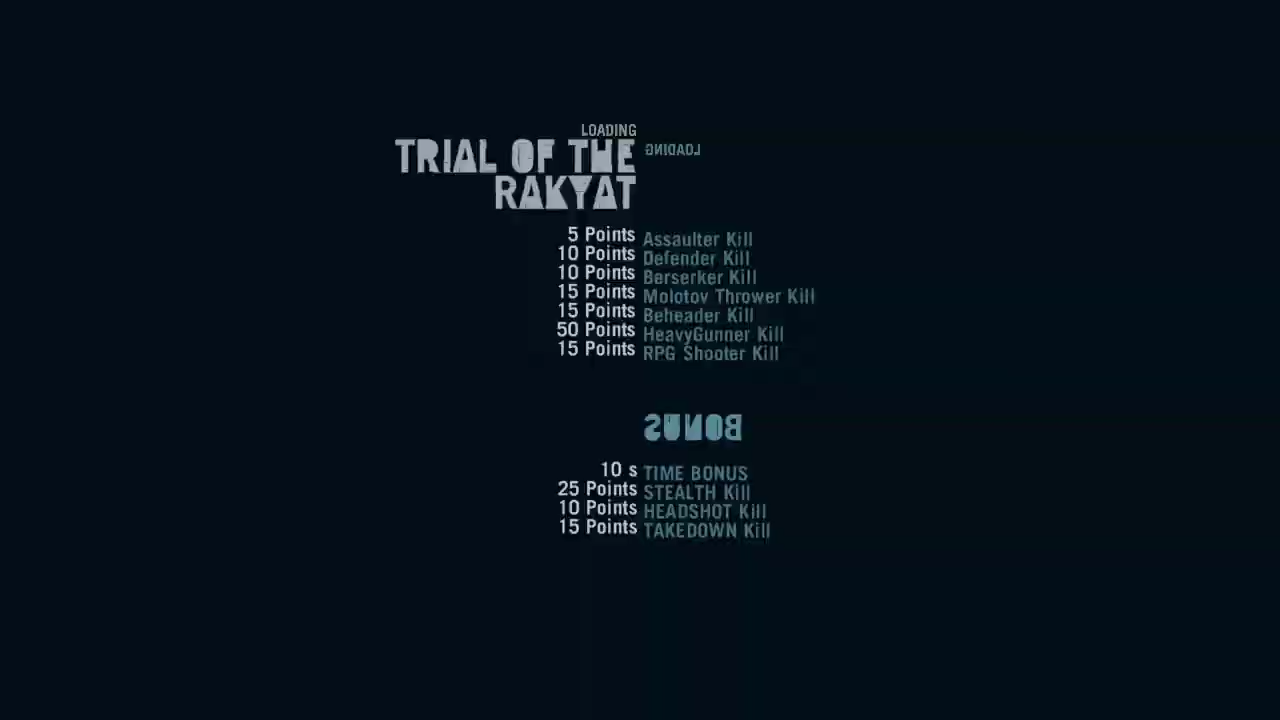 LOADING
TRIAL OF THE
LOADING
RAKYAT
5 Points Assaulter Kill
10 Points Defender Kill
10 Points Berserker Kill
15 Points Molotov Thrower Kill
15 Points Beheader Kill
50 Points HeavyGunner Kill
15 Points RPG Shooter Kill
BONUS
10 s TIME BONUS
25 Points STEALTH Kill
10 Points HEADSHOT Kill
15 Points TAKEDOWN Kill